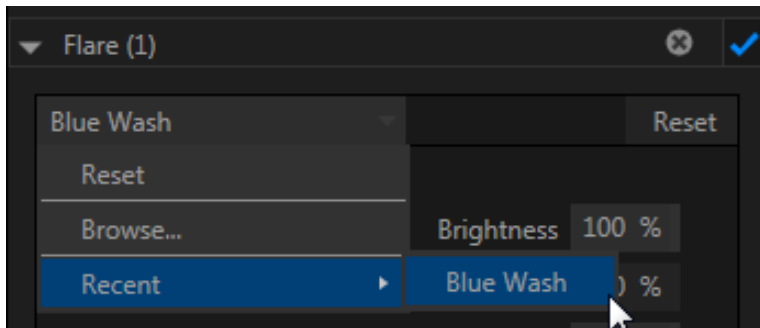 Flare (1)
Blue Wash Reset
Reset
Browse... Brightness 100 %
Recent Blue Wash %